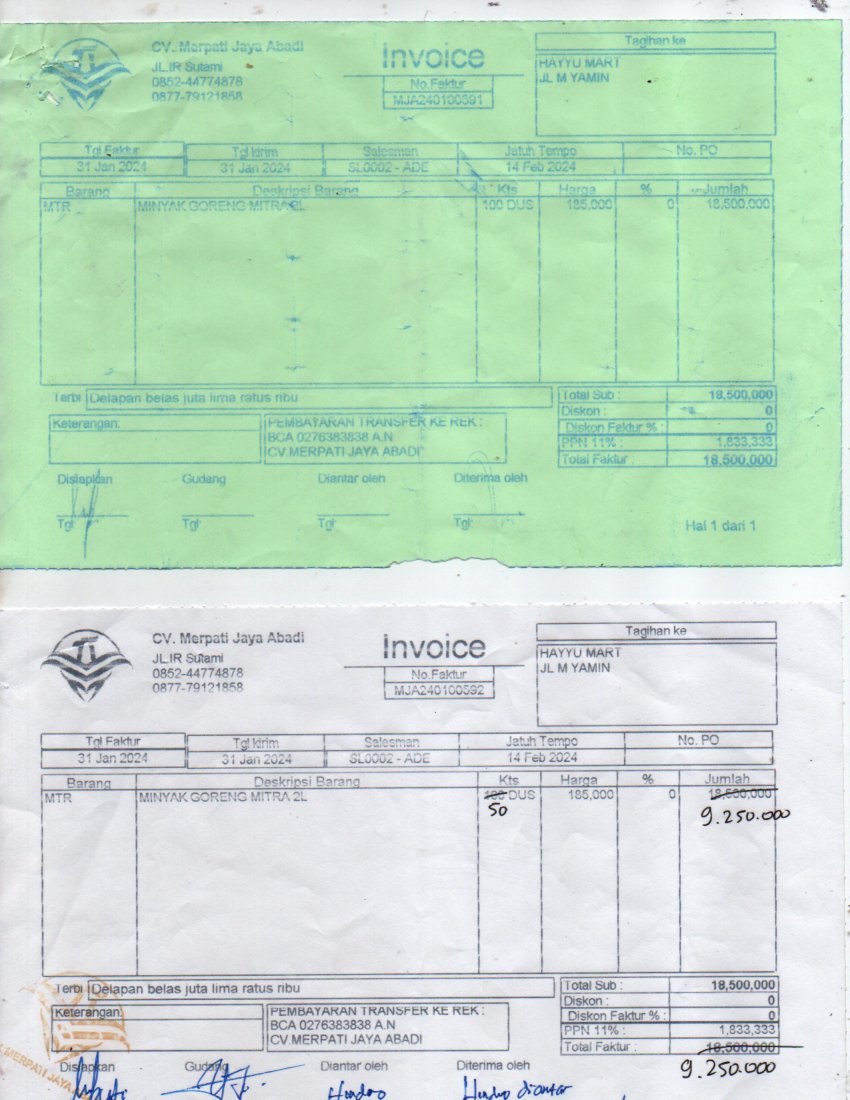 CV. Merpati Jaya Abadi
JL.IR Sutami
0852-44774878
0877-79121858
Invoice
No.Faktur
MJA240100591
Tagihan ke
HAYYU MART
JL M YAMIN
Tgl Faktur Tgl kirim Salesman Jatuh Tempo No. PO
31 Jan 2024 31 Jan 2024 SL0002 - ADE 14 Feb 2024
Barang Deskripsi Barang Kts Harga % Jumlah
MTR MINYAK GORENG MITRA 2L 100 DUS 185,000 0 18,500,000
Terbi Delapan belas juta lima ratus ribu
Keterangan:
PEMBAYARAN TRANSFER KE REK :
BCA 0276383838 A.N
CV.MERPATI JAYA ABADI
Total Sub : 18,500,000
Diskon : 0
Diskon Faktur % : 0
PPN 11% : 1,833,333
Total Faktur : 18,500,000
Disiapkan Gudang Diantar oleh Diterima oleh
Tgl: Tgl: Tgl: Tgl:
Hal 1 dari 1
CV. Merpati Jaya Abadi
JL.IR Sutami
0852-44774878
0877-79121858
Invoice
No.Faktur
MJA240100592
Tagihan ke
HAYYU MART
JL M YAMIN
Tgl Faktur Tgl kirim Salesman Jatuh Tempo No. PO
31 Jan 2024 31 Jan 2024 SL0002 - ADE 14 Feb 2024
Barang Deskripsi Barang Kts Harga % Jumlah
MTR MINYAK GORENG MITRA 2L 100 DUS 185,000 0 18,500,000
50 9.250.000
Terbi Delapan belas juta lima ratus ribu
Keterangan:
PEMBAYARAN TRANSFER KE REK :
BCA 0276383838 A.N
CV.MERPATI JAYA ABADI
Total Sub : 18,500,000
Diskon : 0
Diskon Faktur % : 0
PPN 11% : 1,833,333
Total Faktur : 18,500,000
9.250.000
MERPATI JAYA
Disiapkan Gudang Diantar oleh Diterima oleh
diantar